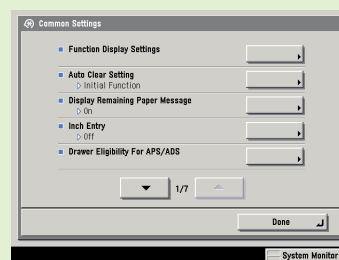 Common Settings
Function Display Settings
Auto Clear Setting
Initial Function
Display Remaining Paper Message
On
Inch Entry
Off
Drawer Eligibility For APS/ADS
1/7
Done
System Monitor